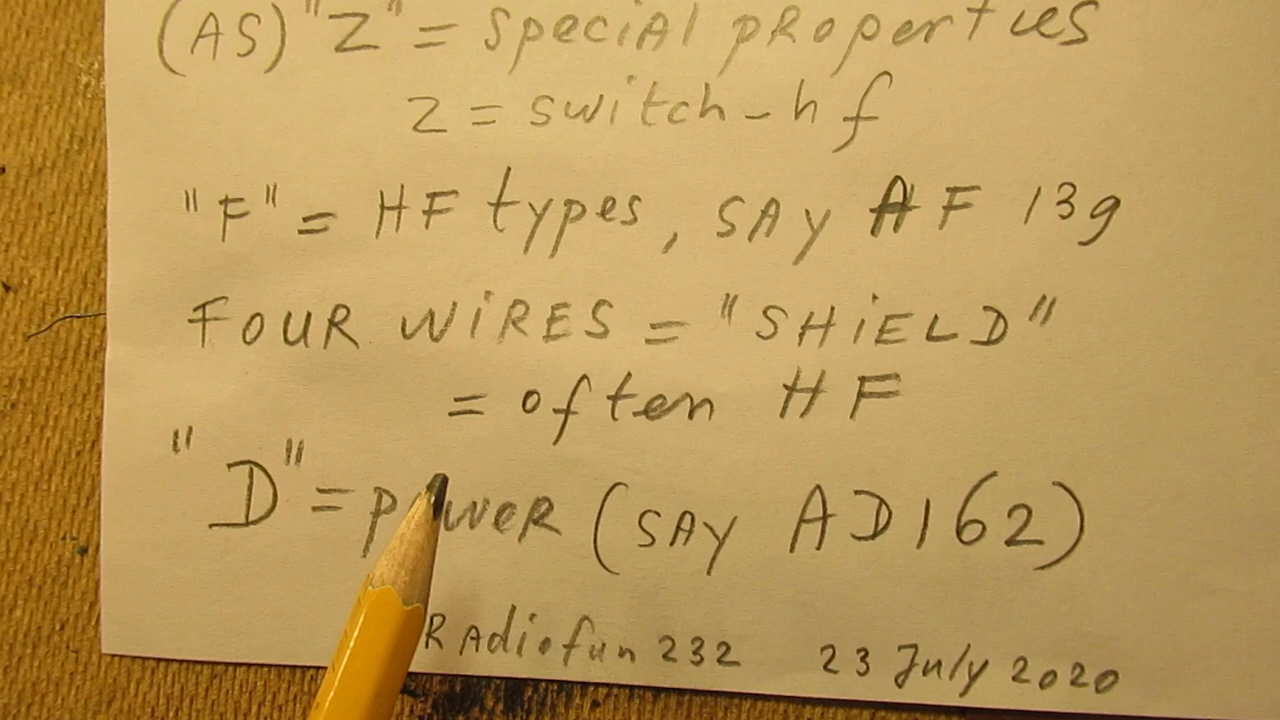 (AS) "Z" = special properties
Z = switch - hf
"F" = HF types, SAY AF 139
FOUR WIRES = "SHiELD"
= often HF
"D" = power (SAY AD162)
RAdiofun 232 23 July 2020